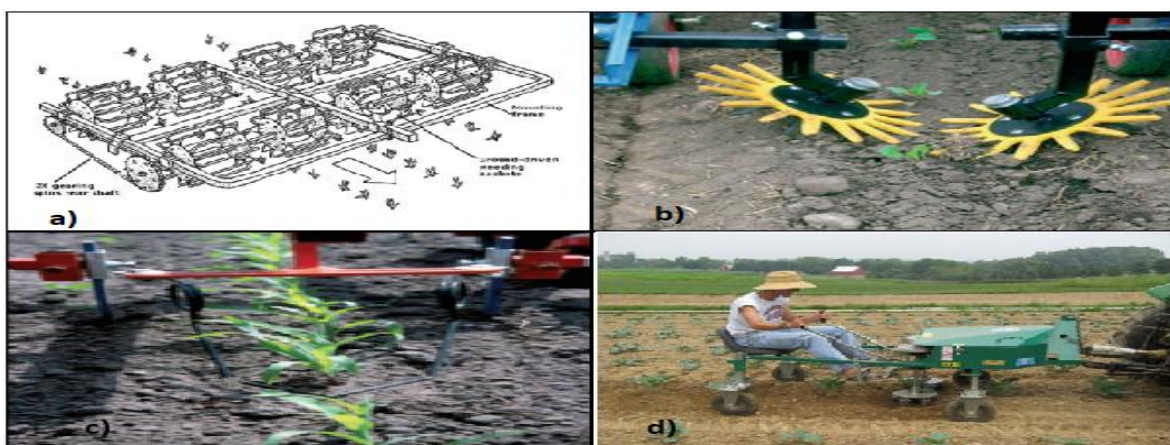 Mounting
frame
Ground-driven
weeding
baskets
2X gearing
spins rear shaft
a)
b)
c)
d)